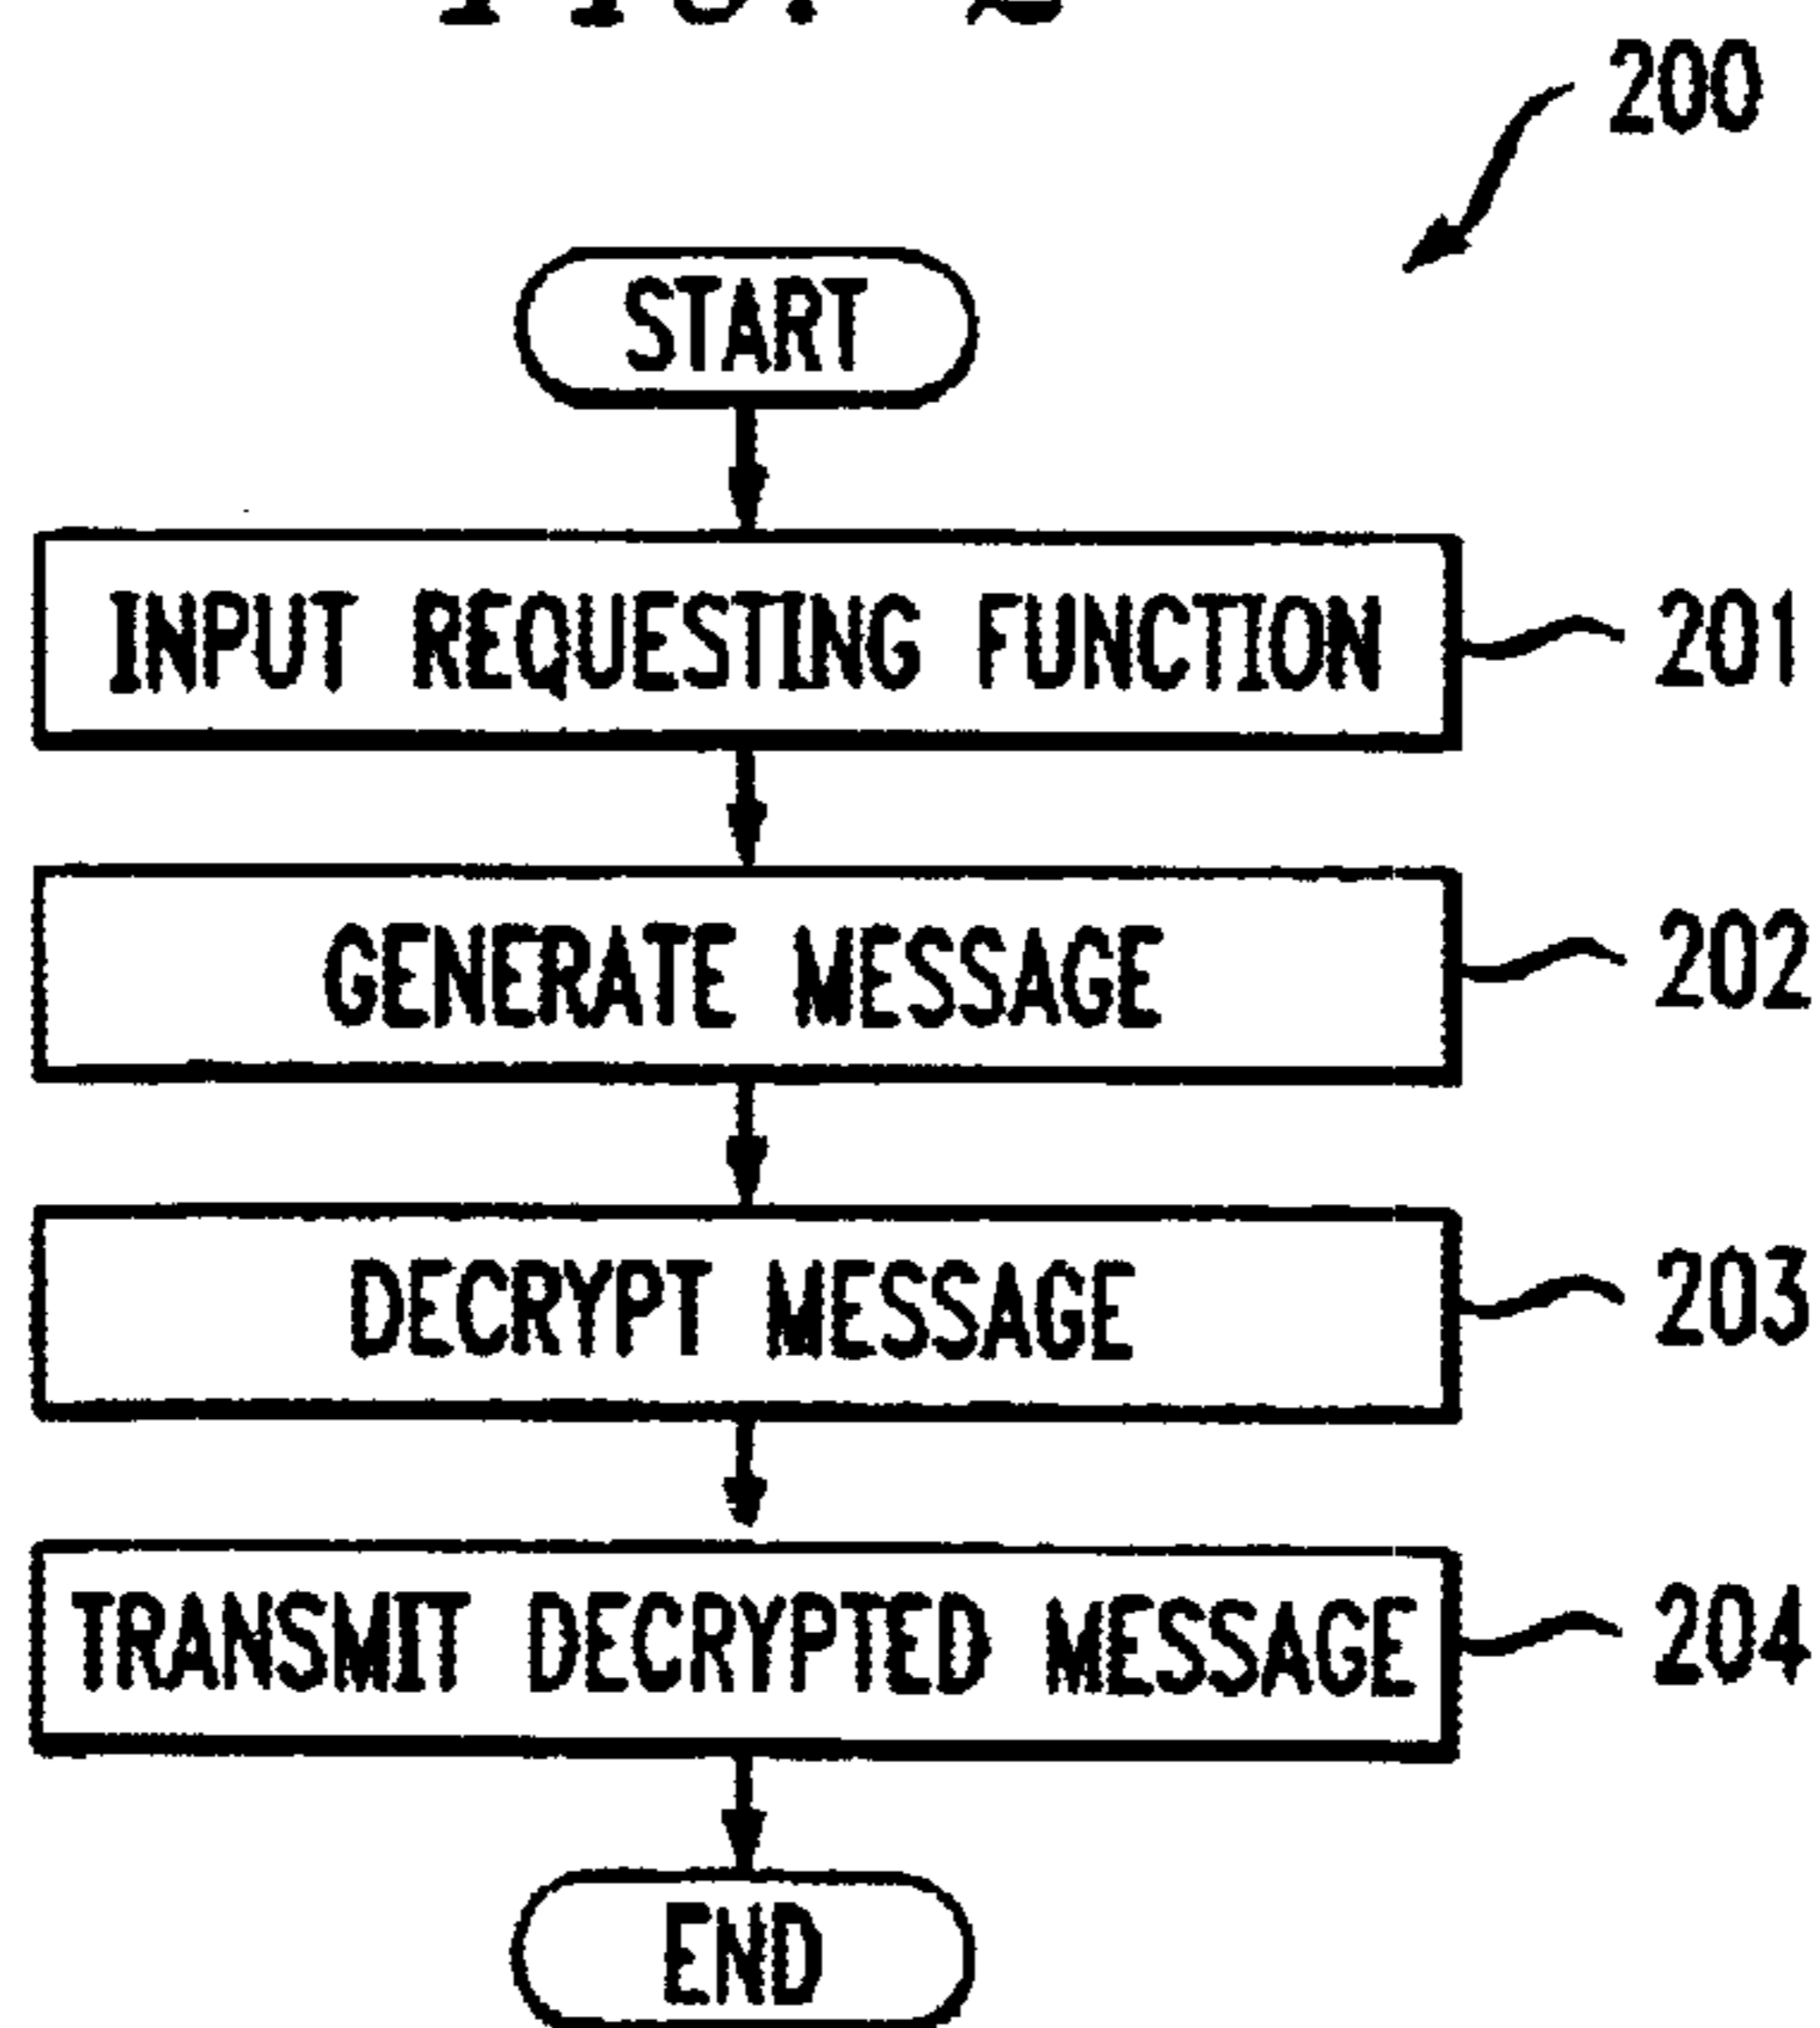 200
START
INPUT REQUESTING FUNCTION
201
GENERATE MESSAGE
202
DECRYPT MESSAGE
203
TRANSMIT DECRYPTED MESSAGE
204
END